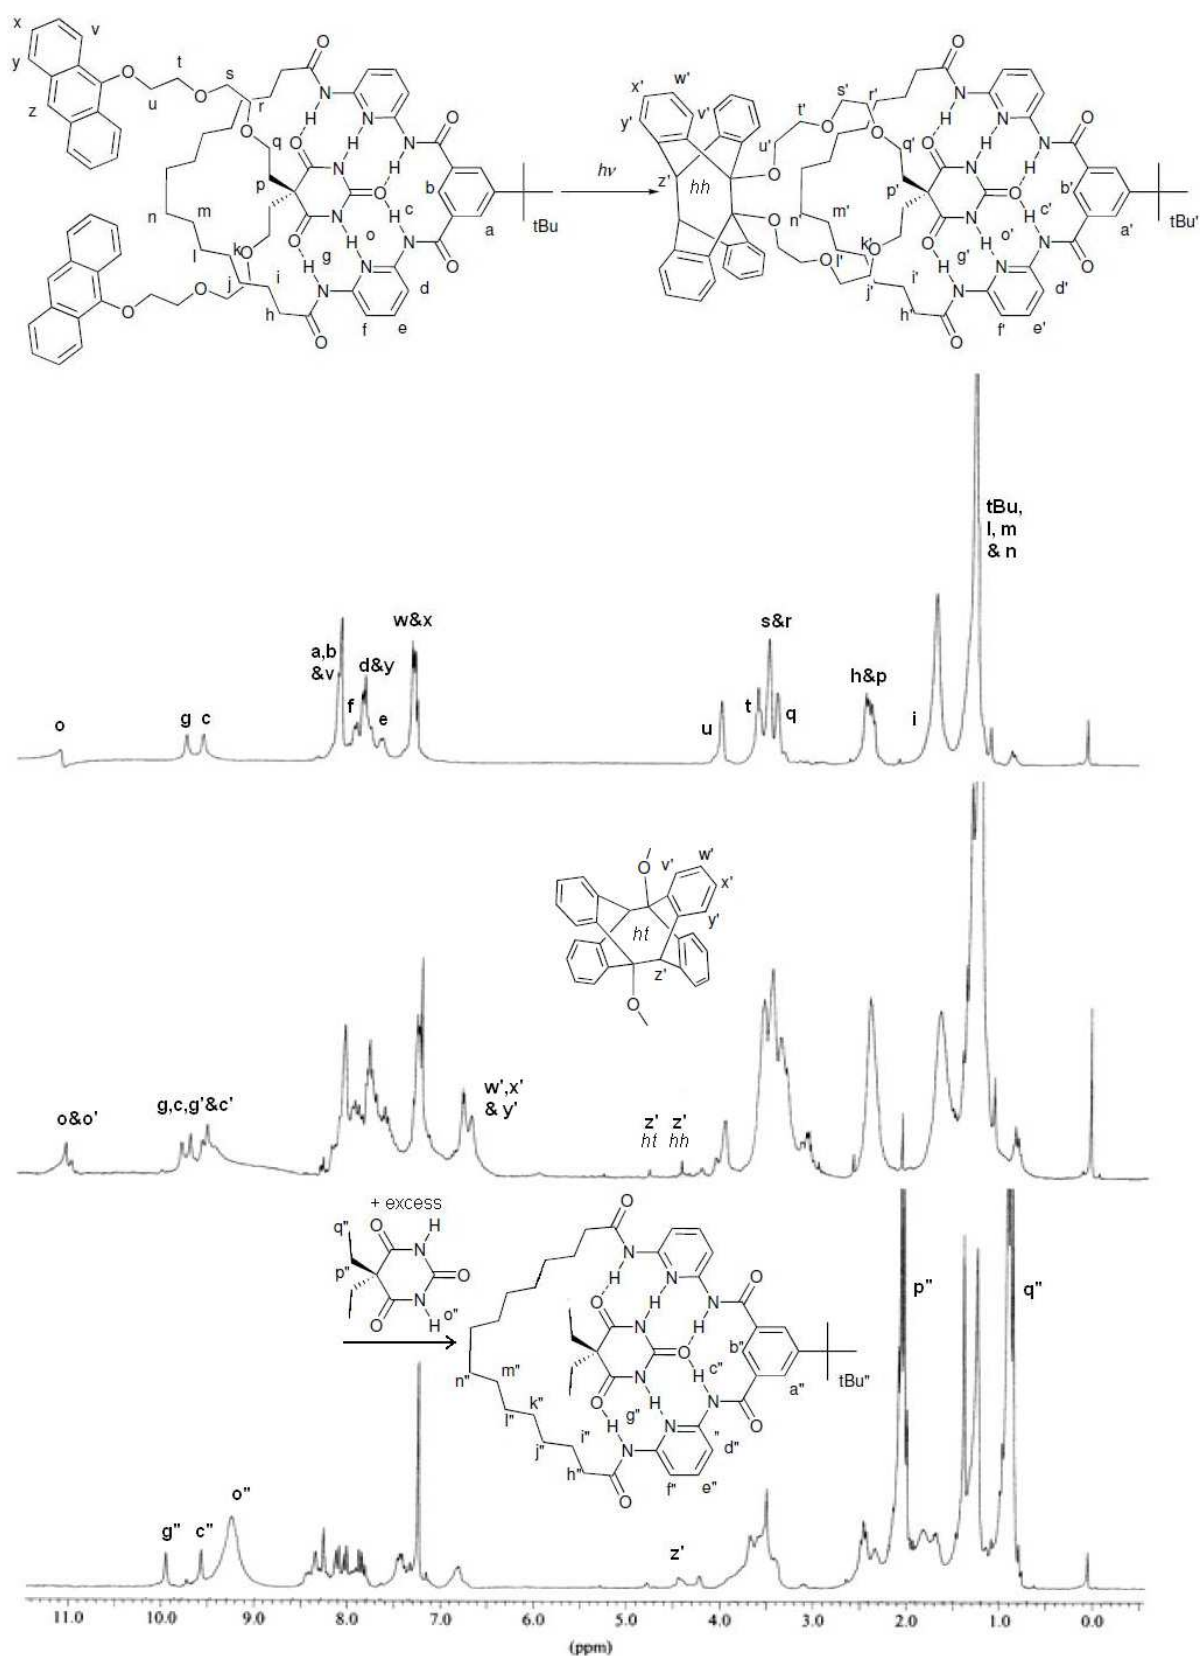 x
v
y
t
s
r
z
u
q
p
n
m
l
k
j
i
h
g
o
b
c
a
d
e
f
tBu
O
O
O
O
O
O
O
O
O
O
O
O
O
N
N
N
N
N
N
N
N
H
H
H
H
H
H
hν
x'
w'
v'
y'
z'
hh
t'
s'
r'
u'
q'
p'
n'
m'
l'
k'
j'
i'
h'
g'
o'
b'
c'
a'
d'
e'
f'
tBu'
O
O
O
O
O
O
O
O
O
O
O
O
O
N
N
N
N
N
N
N
N
H
H
H
H
H
H
tBu,
l, m
& n
w&x
s&r
a,b
&v
d&y
h&p
f
e
t
q
i
o
g
c
u
O
v'
w'
x'
y'
ht
z'
O
w',x'
& y'
g,c,g'&c'
o&o'
z'
ht
z'
hh
+ excess
q"
p"
O
N
H
O
N
H
O
o"
O
N
H
N
N
H
O
O
N
H
O
b"
c"
a"
tBu"
n"
m"
l"
k"
j"
i"
h"
g"
"
d"
e"
f"
O
H
N
H
N
H
N
N
O
O
p"
q"
g"
c"
o"
z'
11.0 10.0 9.0 8.0 7.0 6.0 5.0 4.0 3.0 2.0 1.0 0.0
(ppm)